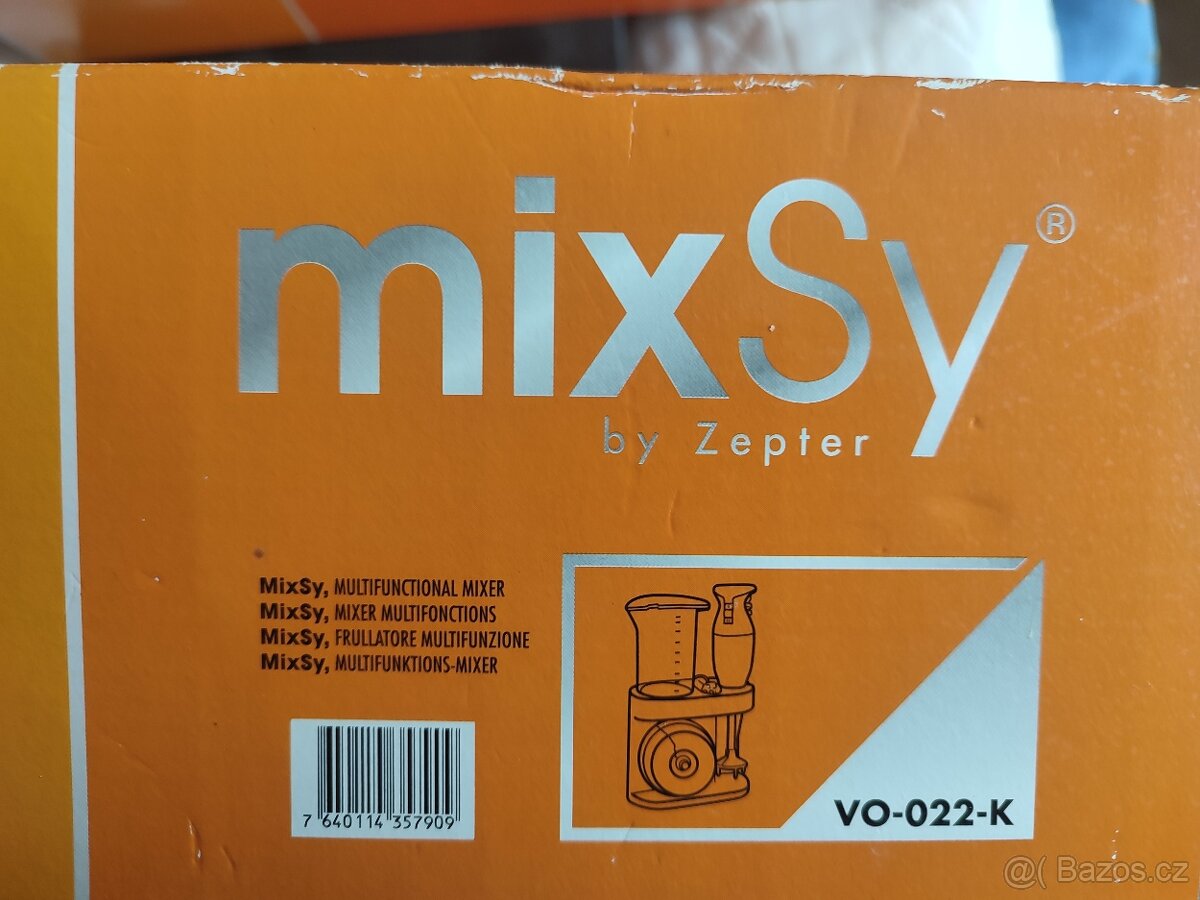 mixSy®
by Zepter
MixSy, MULTIFUNCTIONAL MIXER
MixSy, MIXER MULTIFONCTIONS
MixSy, FRULLATORE MULTIFUNZIONE
MixSy, MULTIFUNKTIONS-MIXER
7 640114 357909
VO-022-K
@( Bazos.cz